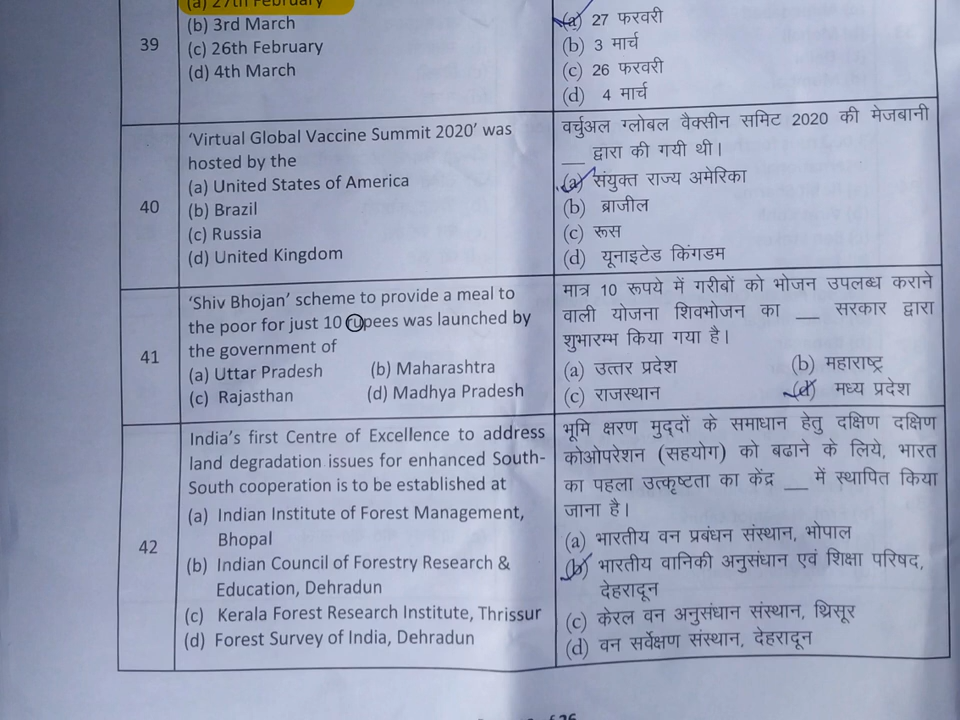 (a) 27th February
39
(b) 3rd March
(c) 26th February
(d) 4th March
(a) 27 फरवरी
(b) 3 मार्च
(c) 26 फरवरी
(d) 4 मार्च
40
'Virtual Global Vaccine Summit 2020' was
hosted by the
(a) United States of America
(b) Brazil
(c) Russia
(d) United Kingdom
वर्चुअल ग्लोबल वैक्सीन समिट 2020 की मेजबानी
__ द्वारा की गयी थी।
(a) संयुक्त राज्य अमेरिका
(b) ब्राजील
(c) रूस
(d) यूनाइटेड किंगडम
41
'Shiv Bhojan' scheme to provide a meal to
the poor for just 10 rupees was launched by
the government of
(a) Uttar Pradesh (b) Maharashtra
(c) Rajasthan (d) Madhya Pradesh
मात्र 10 रूपये में गरीबों को भोजन उपलब्ध कराने
वाली योजना शिवभोजन का __ सरकार द्वारा
शुभारम्भ किया गया है।
(a) उत्तर प्रदेश (b) महाराष्ट्र
(c) राजस्थान (d) मध्य प्रदेश
42
India's first Centre of Excellence to address
land degradation issues for enhanced South-
South cooperation is to be established at
(a) Indian Institute of Forest Management,
Bhopal
(b) Indian Council of Forestry Research &
Education, Dehradun
(c) Kerala Forest Research Institute, Thrissur
(d) Forest Survey of India, Dehradun
भूमि क्षरण मुद्दों के समाधान हेतु दक्षिण दक्षिण
कोओपरेशन (सहयोग) को बढाने के लिये, भारत
का पहला उत्कृष्टता का केंद्र __ में स्थापित किया
जाना है।
(a) भारतीय वन प्रबंधन संस्थान, भोपाल
(b) भारतीय वानिकी अनुसंधान एवं शिक्षा परिषद,
देहरादून
(c) केरल वन अनुसंधान संस्थान, थ्रिसूर
(d) वन सर्वेक्षण संस्थान, देहरादून